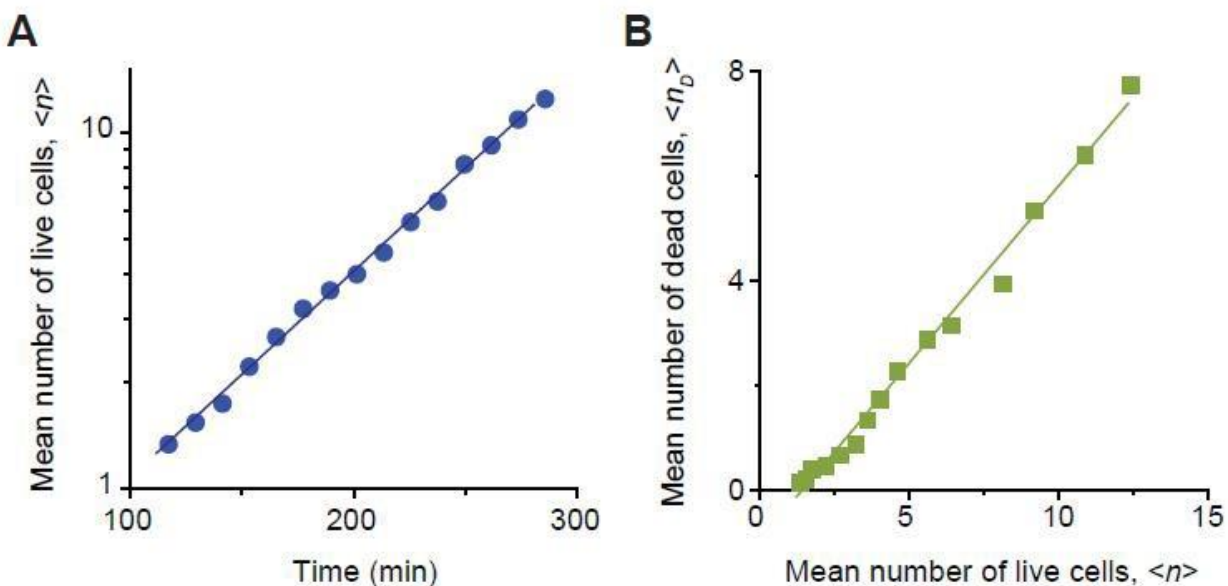 A
Mean number of live cells, <n>
10
1
100
200
300
Time (min)
B
Mean number of dead cells, <n_D>
8
4
0
0
5
10
15
Mean number of live cells, <n>